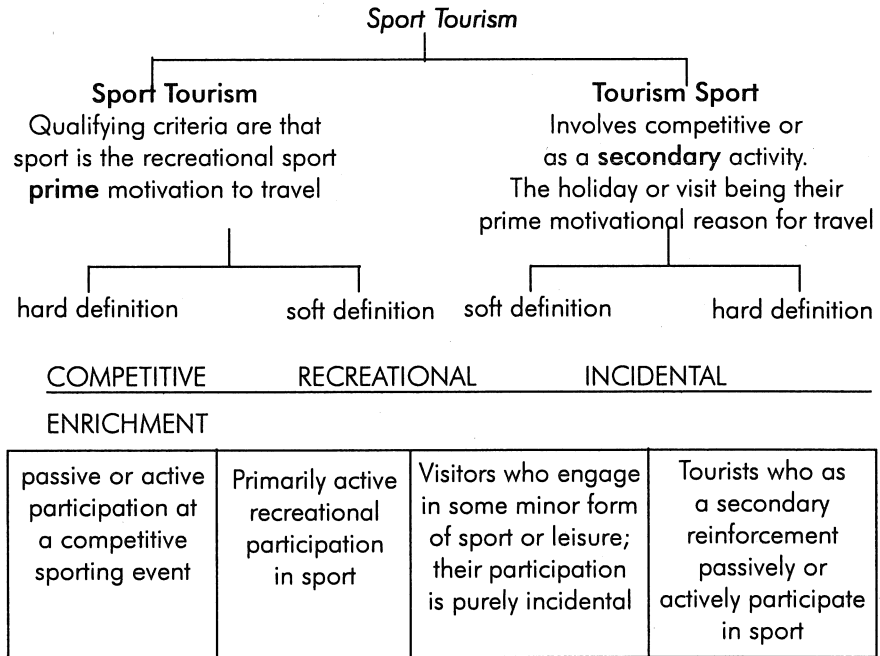 Sport Tourism
Sport Tourism
Qualifying criteria are that
sport is the recreational sport
prime motivation to travel
Tourism Sport
Involves competitive or
as a secondary activity.
The holiday or visit being their
prime motivational reason for travel
hard definition
soft definition
soft definition
hard definition
COMPETITIVE RECREATIONAL INCIDENTAL
ENRICHMENT
passive or active
participation at
a competitive
sporting event
Primarily active
recreational
participation
in sport
Visitors who engage
in some minor form
of sport or leisure;
their participation
is purely incidental
Tourists who as
a secondary
reinforcement
passively or
actively participate
in sport